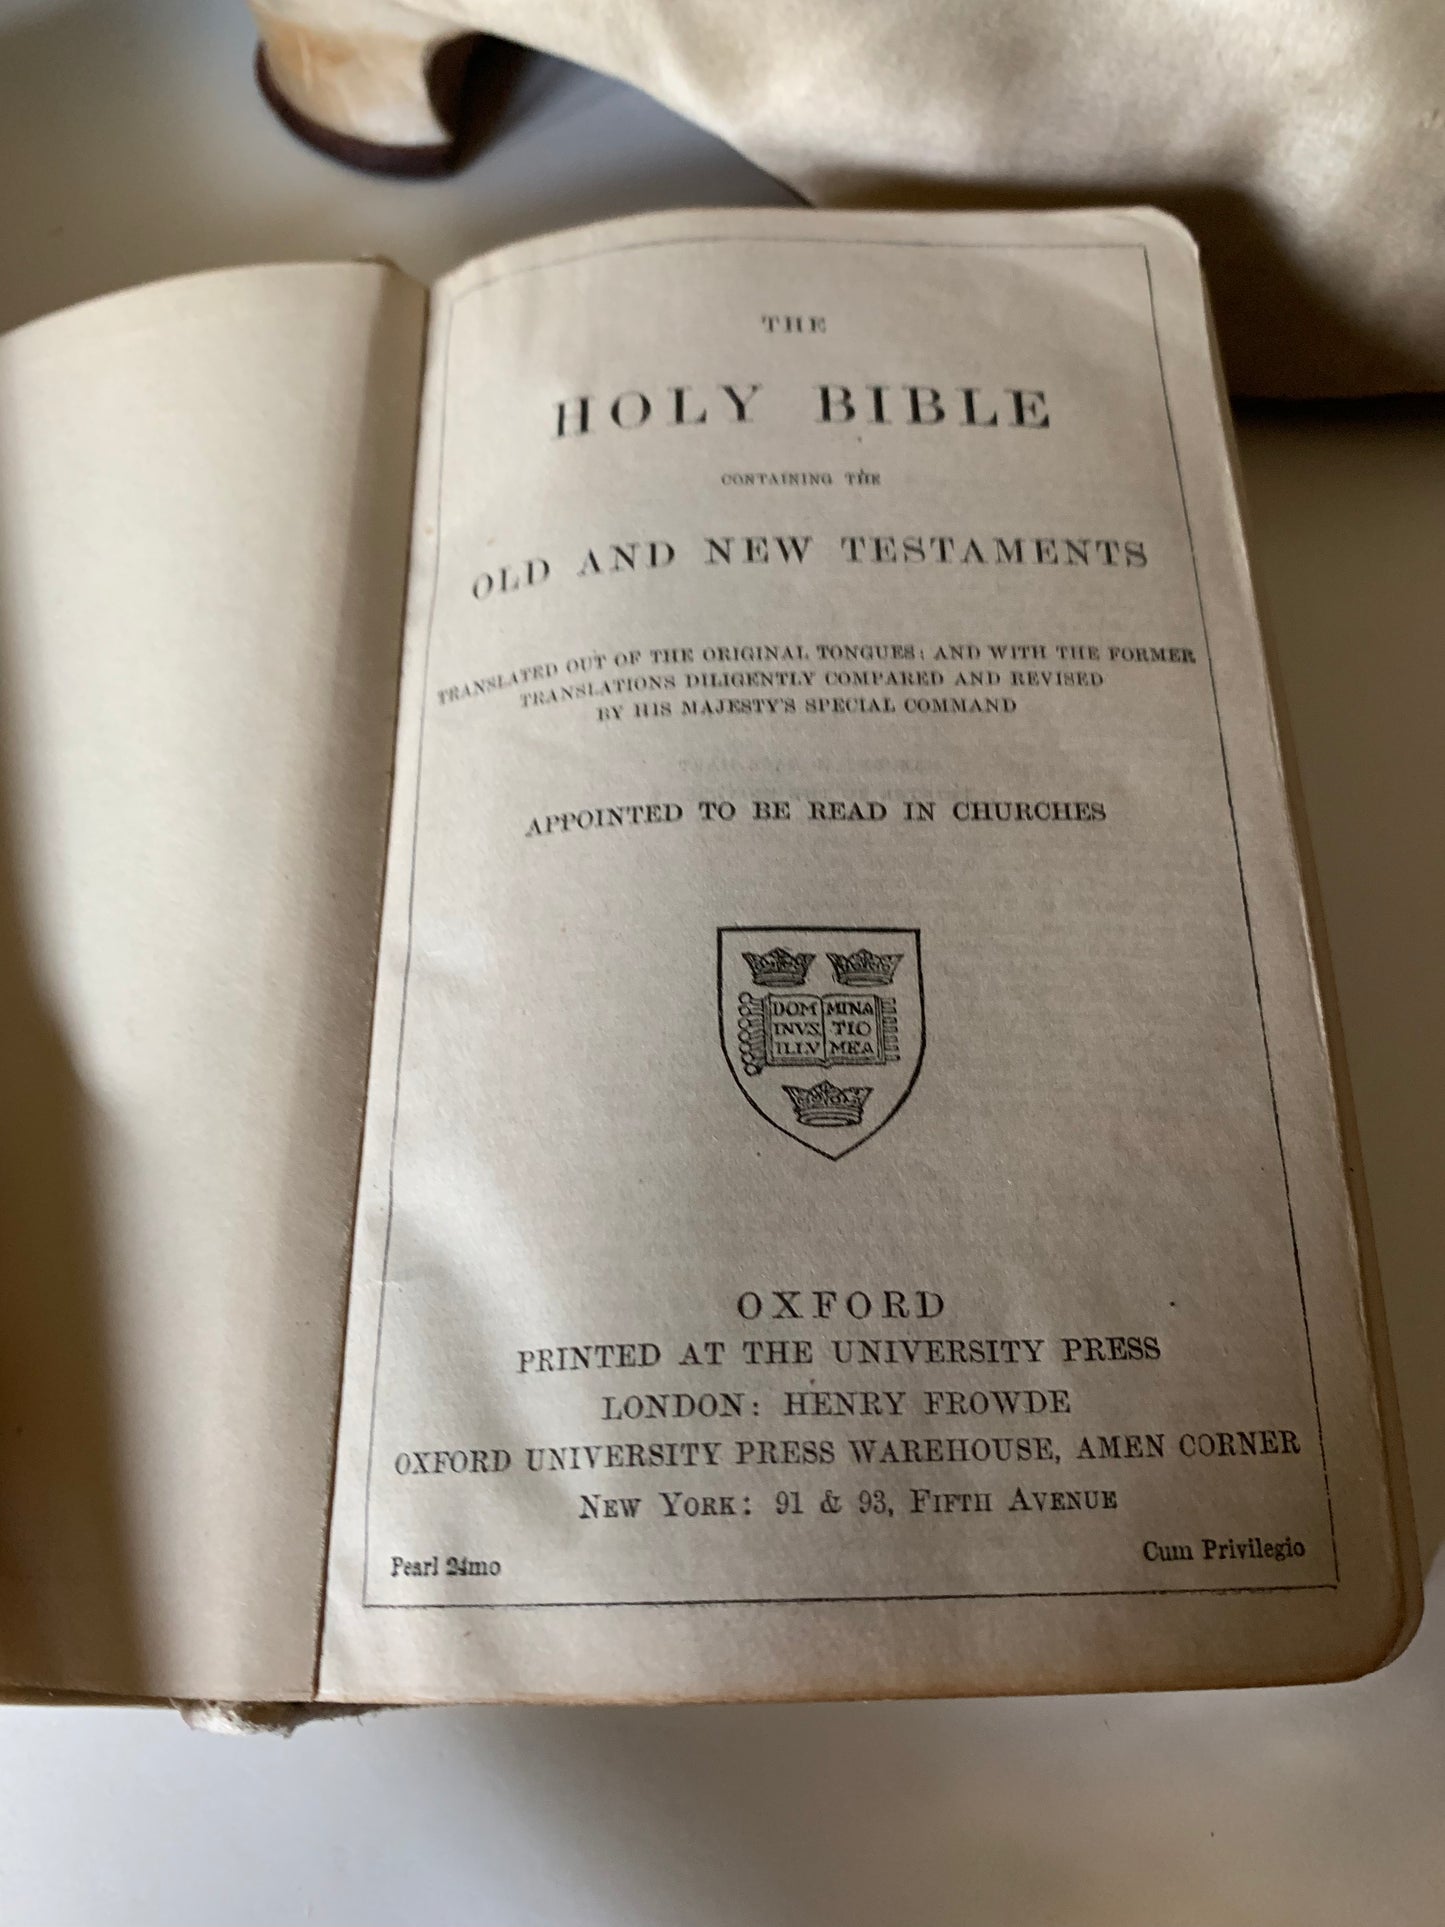 THE
HOLY BIBLE
CONTAINING THE
OLD AND NEW TESTAMENTS
TRANSLATED OUT OF THE ORIGINAL TONGUES: AND WITH THE FORMER
TRANSLATIONS DILIGENTLY COMPARED AND REVISED
BY HIS MAJESTY'S SPECIAL COMMAND
APPOINTED TO BE READ IN CHURCHES
DOM MINA
INVS TIO
ILLV MEA
OXFORD
PRINTED AT THE UNIVERSITY PRESS
LONDON: HENRY FROWDE
OXFORD UNIVERSITY PRESS WAREHOUSE, AMEN CORNER
NEW YORK: 91 & 93, FIFTH AVENUE
Pearl 24mo
Cum Privilegio